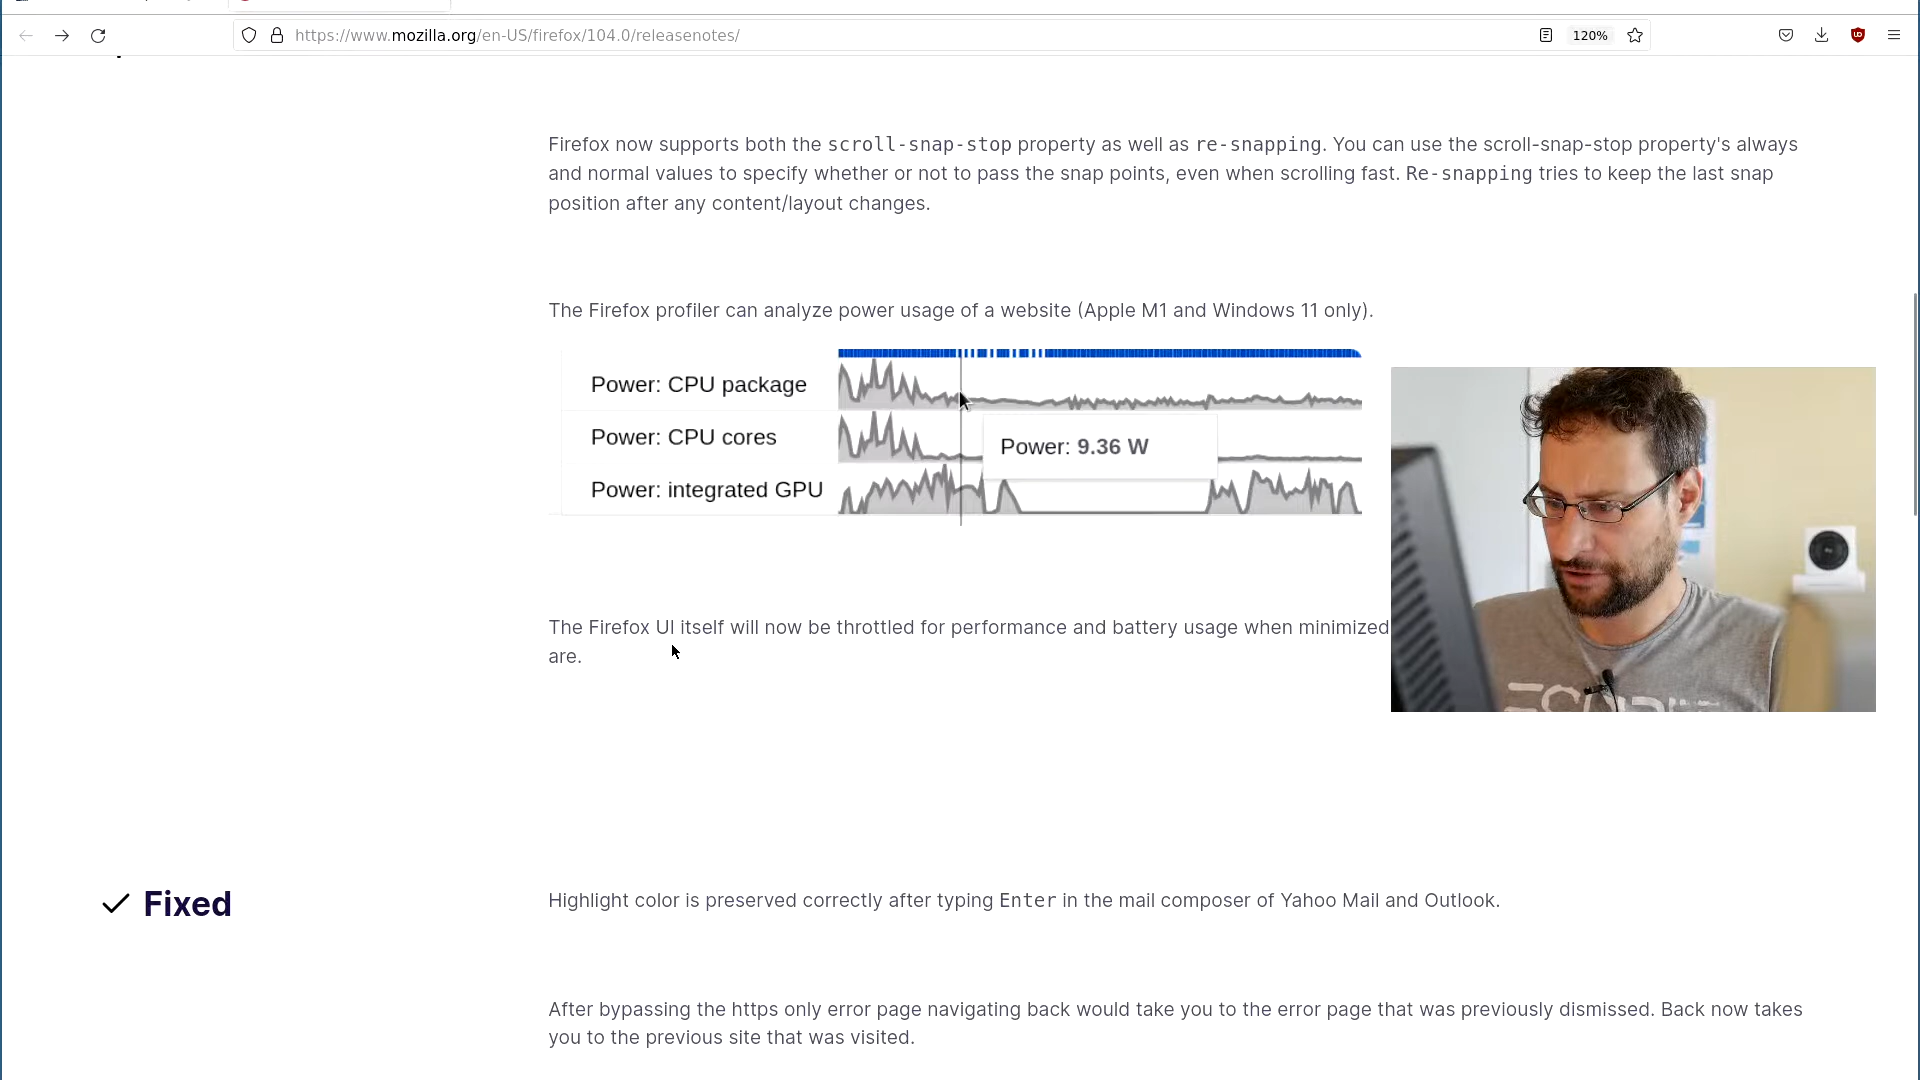 https://www.mozilla.org/en-US/firefox/104.0/releasenotes/
120%
Firefox now supports both the scroll-snap-stop property as well as re-snapping. You can use the scroll-snap-stop property's always
and normal values to specify whether or not to pass the snap points, even when scrolling fast. Re-snapping tries to keep the last snap
position after any content/layout changes.
The Firefox profiler can analyze power usage of a website (Apple M1 and Windows 11 only).
Power: CPU package
Power: CPU cores
Power: 9.36 W
Power: integrated GPU
The Firefox UI itself will now be throttled for performance and battery usage when minimized
are.
Fixed
Highlight color is preserved correctly after typing Enter in the mail composer of Yahoo Mail and Outlook.
After bypassing the https only error page navigating back would take you to the error page that was previously dismissed. Back now takes
you to the previous site that was visited.